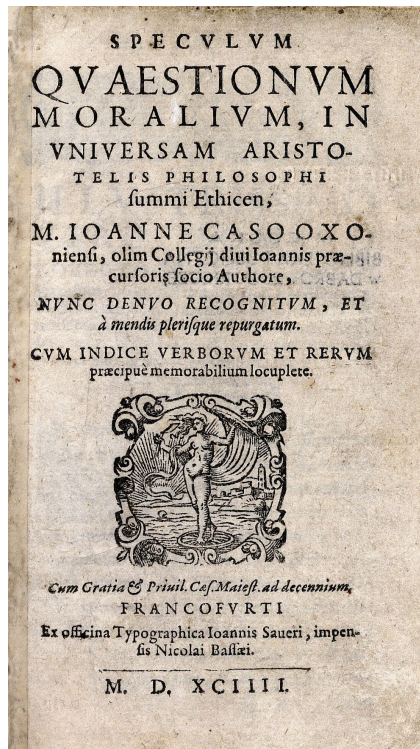 SPECVLVM
QVAESTIONVM
MORALIVM, IN
VNIVERSAM ARISTO-
TELIS PHILOSOPHI
ſummi Ethicen,
M. IOANNE CASO OXO-
nienſi, olim Collegij diui Ioannis præ-
curſoris ſocio Authore,
NVNC DENVO RECOGNITVM, ET
à mendis pleriſque repurgatum.
CVM INDICE VERBORVM ET RERVM
præcipuè memorabilium locuplete.
Cum Gratia & Priuil. Cæſ. Maieſt. ad decennium.
FRANCOFVRTI
Ex officina Typographica Ioannis Saueri, impen-
ſis Nicolai Baſſæi.
M. D. XCIIII.